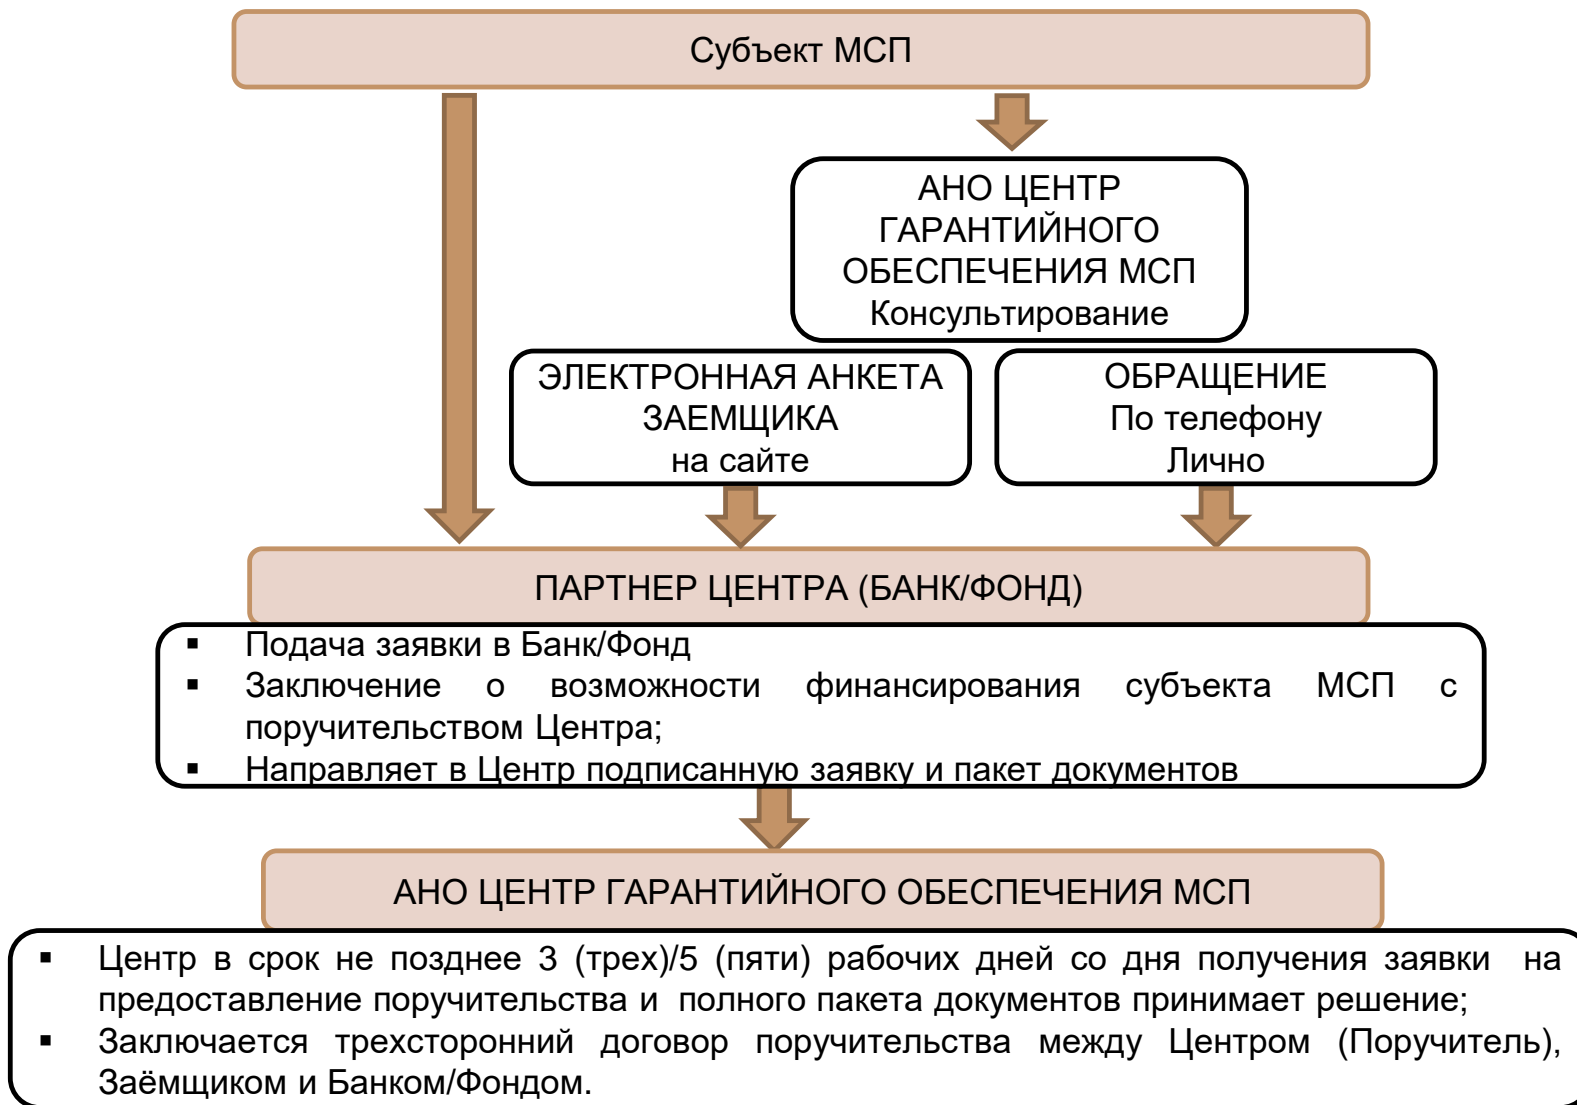 Субъект МСП
АНО ЦЕНТР
ГАРАНТИЙНОГО
ОБЕСПЕЧЕНИЯ МСП
Консультирование
ЭЛЕКТРОННАЯ АНКЕТА
ЗАЕМЩИКА
на сайте
ОБРАЩЕНИЕ
По телефону
Лично
ПАРТНЕР ЦЕНТРА (БАНК/ФОНД)
▪ Подача заявки в Банк/Фонд
▪ Заключение о возможности финансирования субъекта МСП с
поручительством Центра;
▪ Направляет в Центр подписанную заявку и пакет документов
АНО ЦЕНТР ГАРАНТИЙНОГО ОБЕСПЕЧЕНИЯ МСП
▪ Центр в срок не позднее 3 (трех)/5 (пяти) рабочих дней со дня получения заявки на
предоставление поручительства и полного пакета документов принимает решение;
▪ Заключается трехсторонний договор поручительства между Центром (Поручитель),
Заёмщиком и Банком/Фондом.